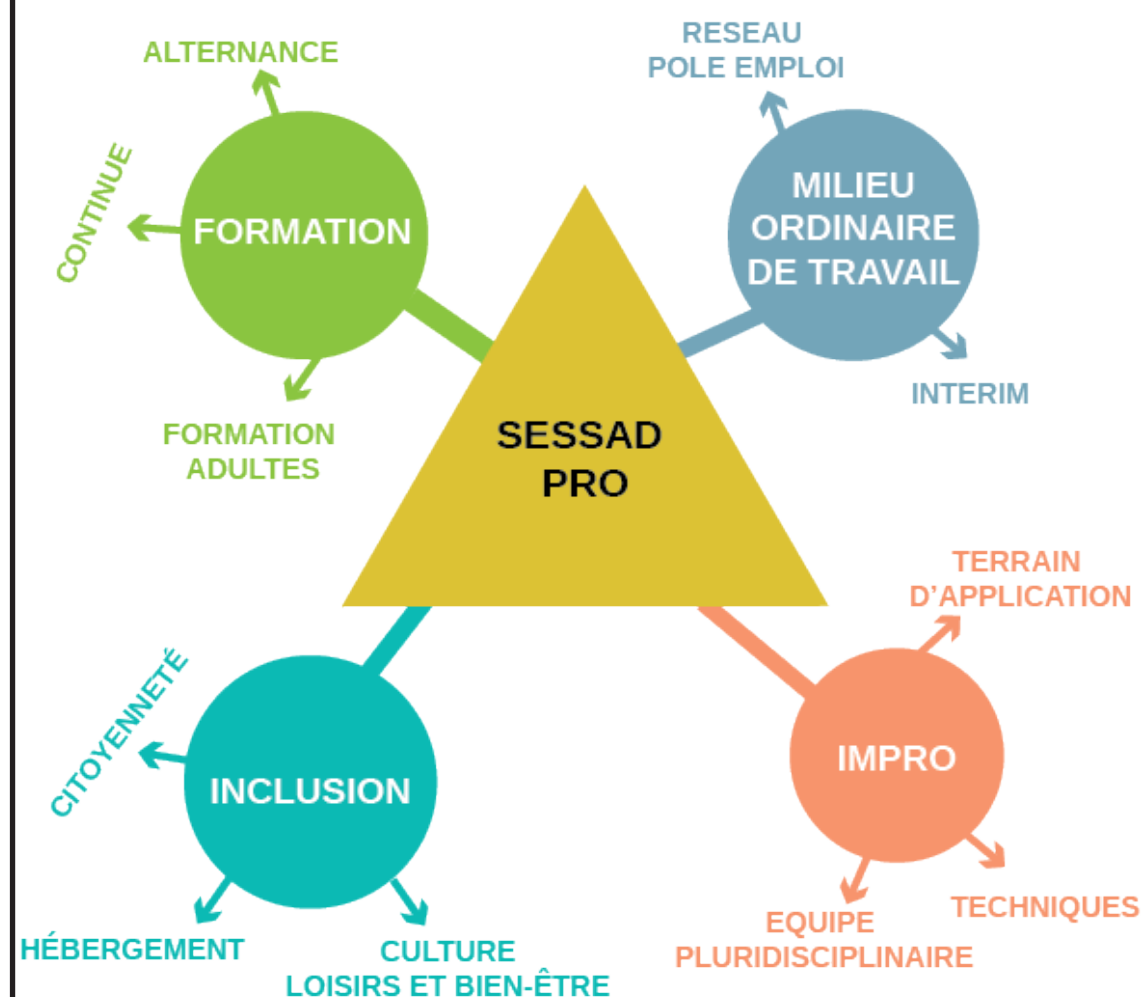 ALTERNANCE
CONTINUE
FORMATION
FORMATION
ADULTES
RESEAU
POLE EMPLOI
MILIEU
ORDINAIRE
DE TRAVAIL
INTERIM
SESSAD
PRO
CITOYENNETÉ
INCLUSION
HÉBERGEMENT
CULTURE
LOISIRS ET BIEN-ÊTRE
TERRAIN
D’APPLICATION
IMPRO
TECHNIQUES
EQUIPE
PLURIDISCIPLINAIRE